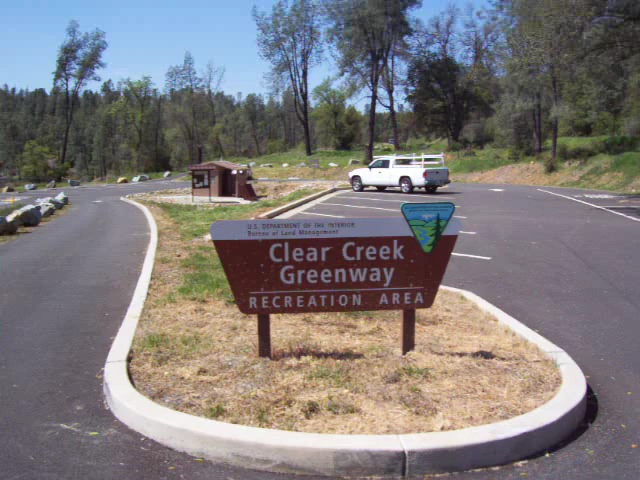 U.S. DEPARTMENT OF THE INTERIOR
Bureau of Land Management
Clear Creek
Greenway
RECREATION AREA